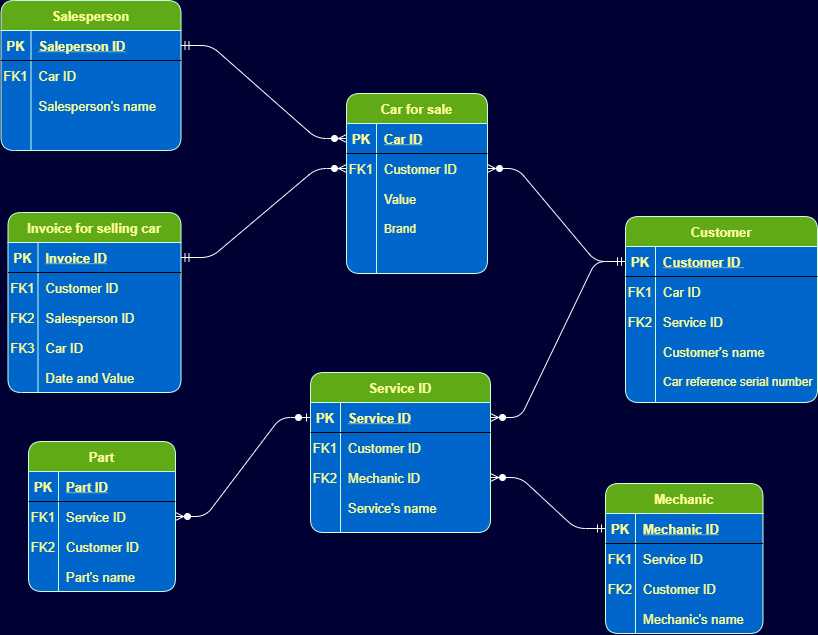 Salesperson
PK Saleperson ID
FK1 Car ID
Salesperson's name
Car for sale
PK Car ID
FK1 Customer ID
Value
Brand
Invoice for selling car
PK Invoice ID
FK1 Customer ID
FK2 Salesperson ID
FK3 Car ID
Date and Value
Customer
PK Customer ID
FK1 Car ID
FK2 Service ID
Customer's name
Car reference serial number
Service ID
PK Service ID
FK1 Customer ID
FK2 Mechanic ID
Service's name
Part
PK Part ID
FK1 Service ID
FK2 Customer ID
Part's name
Mechanic
PK Mechanic ID
FK1 Service ID
FK2 Customer ID
Mechanic's name